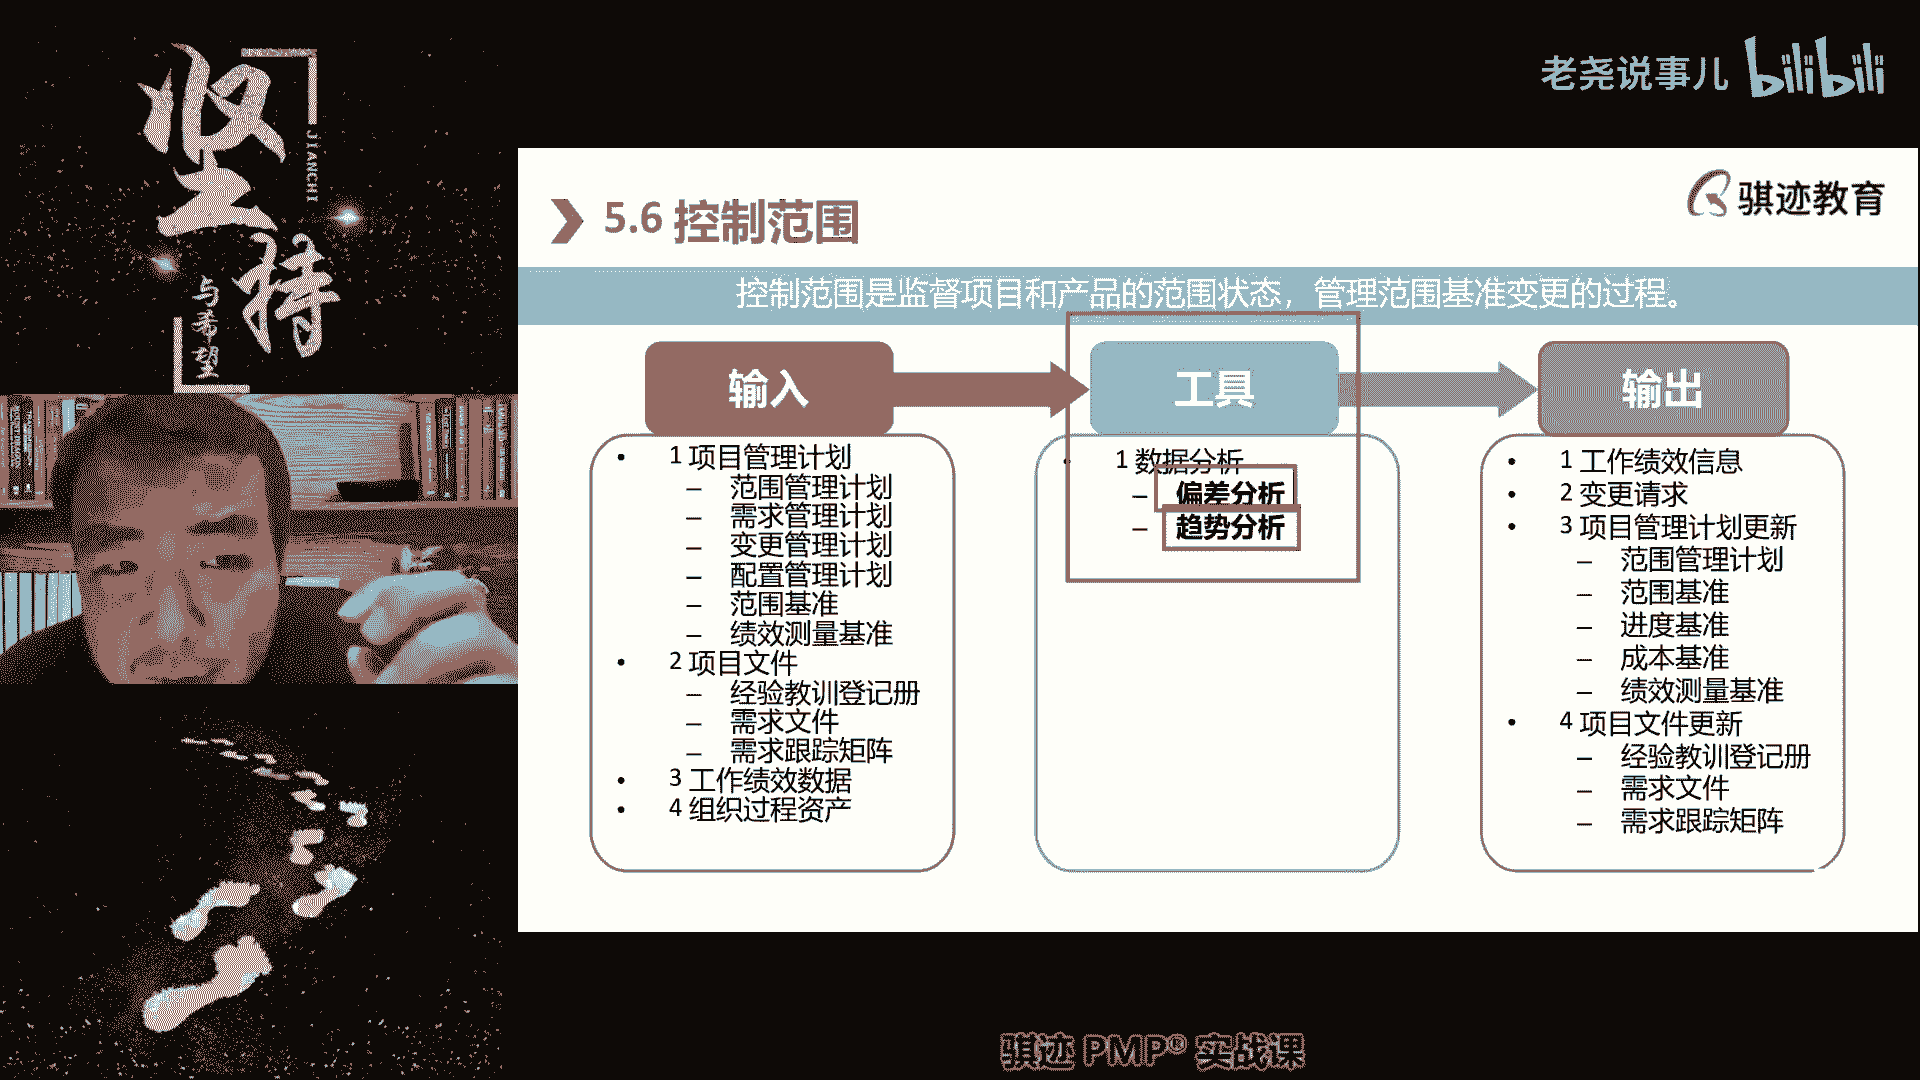 坚持
JIANCHI
与希望
老尧说事儿 bilibili
骐迹教育
5.6 控制范围
控制范围是监督项目和产品的范围状态，管理范围基准变更的过程。
输入
• 1 项目管理计划
– 范围管理计划
– 需求管理计划
– 变更管理计划
– 配置管理计划
– 范围基准
– 绩效测量基准
• 2 项目文件
– 经验教训登记册
– 需求文件
– 需求跟踪矩阵
• 3 工作绩效数据
• 4 组织过程资产
工具
• 1 数据分析
– 偏差分析
– 趋势分析
输出
• 1 工作绩效信息
• 2 变更请求
• 3 项目管理计划更新
– 范围管理计划
– 范围基准
– 进度基准
– 成本基准
– 绩效测量基准
• 4 项目文件更新
– 经验教训登记册
– 需求文件
– 需求跟踪矩阵
骐迹 PMP® 实战课